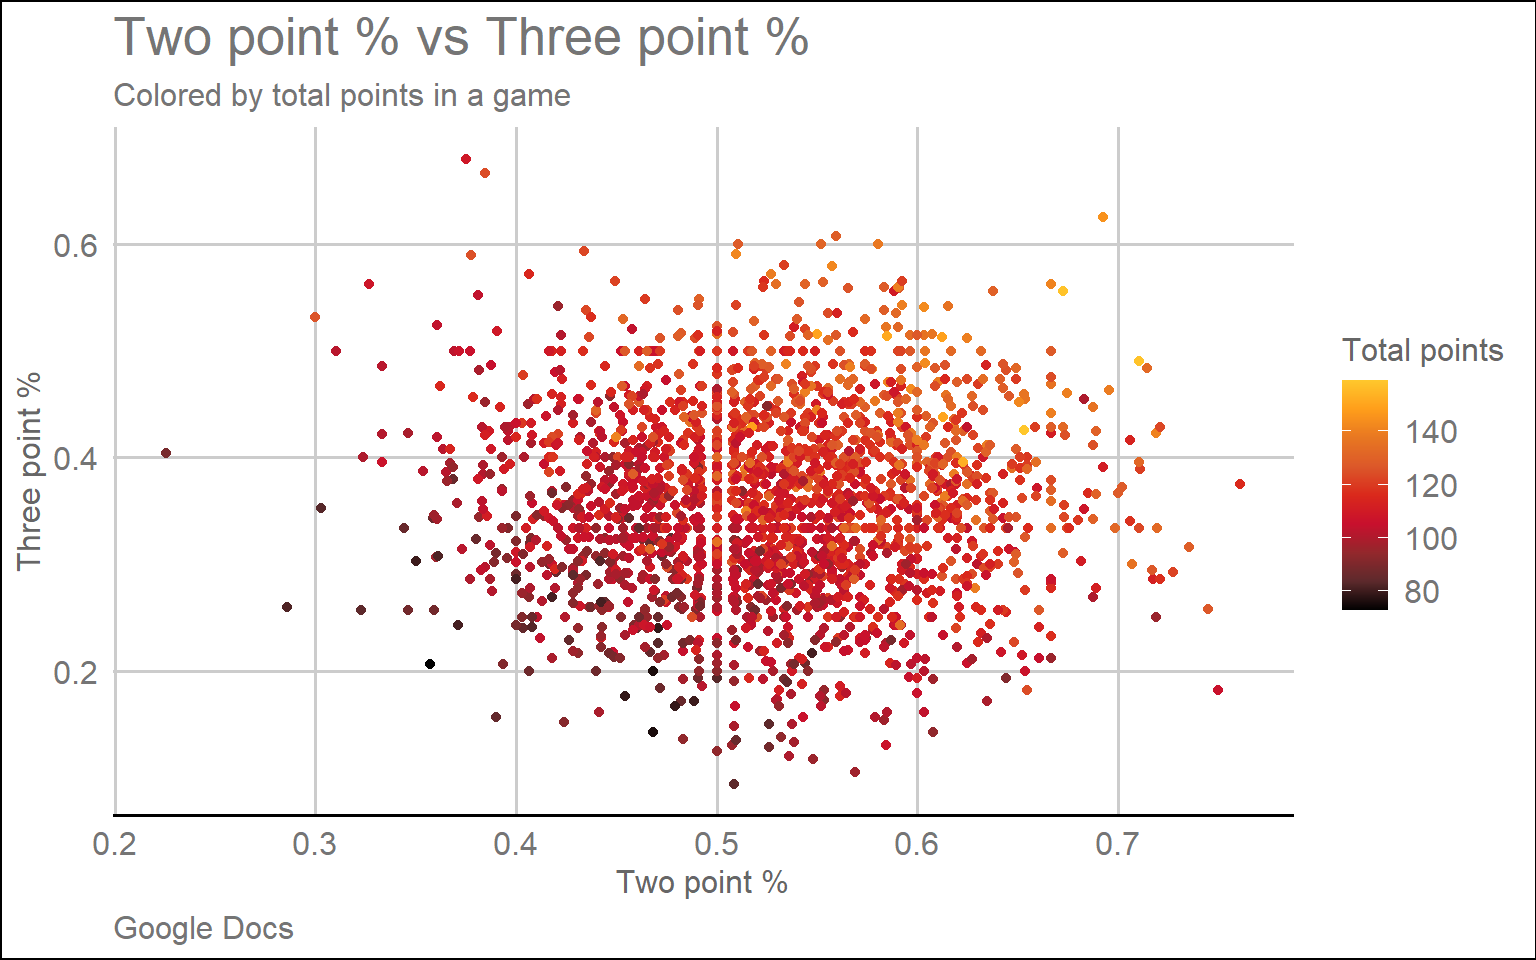 Two point % vs Three point %
Colored by total points in a game
Three point %
0.6
0.4
0.2
0.2 0.3 0.4 0.5 0.6 0.7
Two point %
Total points
140
120
100
80
Google Docs